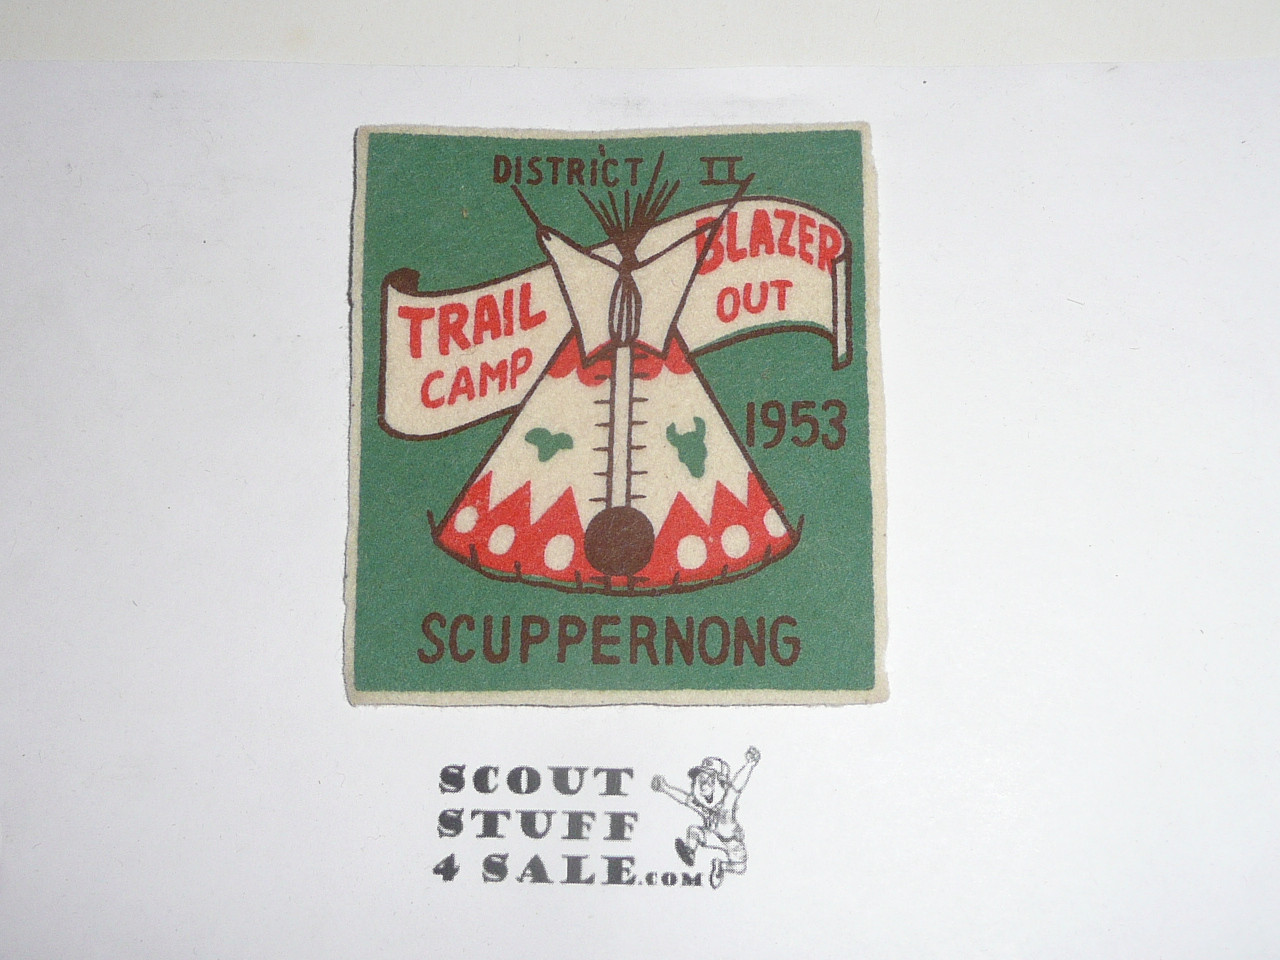 DISTRICT II
TRAIL BLAZER
CAMP OUT
1953
SCUPPERNONG
SCOUT
STUFF
4 SALE.COM